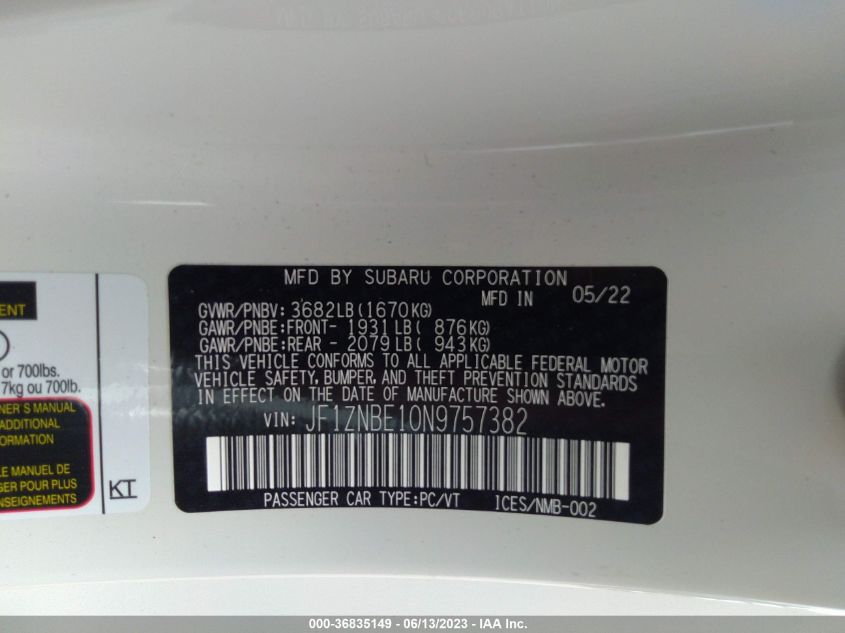 ENT
or 700lbs.
7kg ou 700lb.
NER'S MANUAL
ADDITIONAL
ORMATION
LE MANUEL DE
GER POUR PLUS
NSEIGNEMENTS
KI
MFD BY SUBARU CORPORATION
MFD IN 05/22
GVWR/PNBV: 3682LB(1670KG)
GAWR/PNBE:FRONT- 1931LB( 876KG)
GAWR/PNBE:REAR - 2079LB( 943KG)
THIS VEHICLE CONFORMS TO ALL APPLICABLE FEDERAL MOTOR
VEHICLE SAFETY, BUMPER, AND THEFT PREVENTION STANDARDS
IN EFFECT ON THE DATE OF MANUFACTURE SHOWN ABOVE.
VIN: JF1ZNBE10N9757382
PASSENGER CAR TYPE:PC/VT ICES/NMB-002
000-36835149 - 06/13/2023 - IAA Inc.